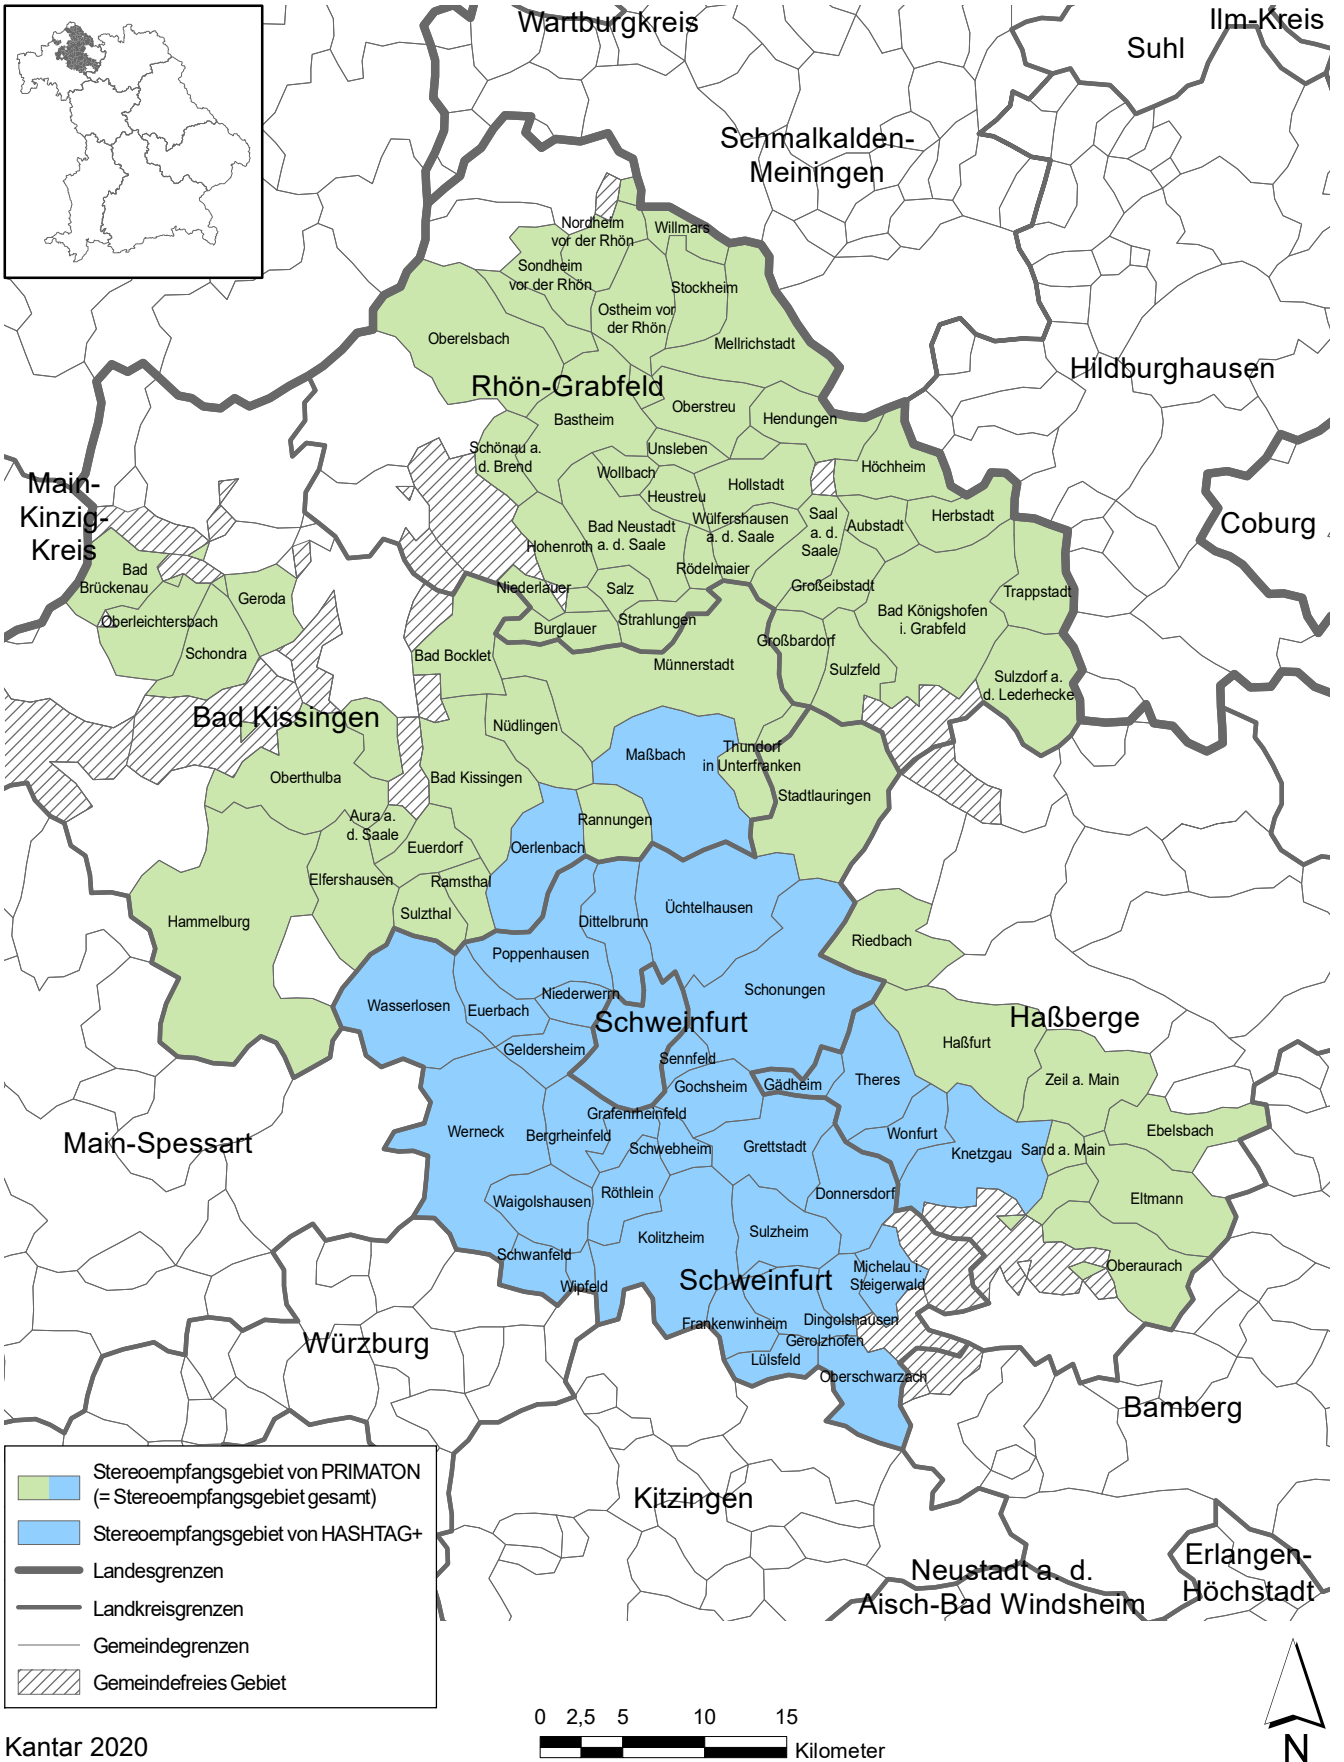 Wartburgkreis
Ilm-Kreis
Suhl
Schmalkalden-
Meiningen
Nordheim
vor der Rhön
Willmars
Sondheim
vor der Rhön
Stockheim
Ostheim vor
der Rhön
Oberelsbach
Mellrichstadt
Hildburghausen
Rhön-Grabfeld
Oberstreu
Bastheim
Hendungen
Schönau a.
d. Brend
Unsleben
Wollbach
Höchheim
Hollstadt
Heustreu
Main-
Kinzig-
Kreis
Coburg
Bad Neustadt
a. d. Saale
Wülfershausen
a. d. Saale
Saal
a. d.
Saale
Aubstadt
Herbstadt
Hohenroth
Rödelmaier
Bad
Brückenau
Niederlauer
Salz
Großeibstadt
Trappstadt
Geroda
Bad Königshofen
i. Grabfeld
Oberleichtersbach
Strahlungen
Burglauer
Großbardorf
Schondra
Bad Bocklet
Münnerstadt
Sulzfeld
Sulzdorf a.
d. Lederhecke
Bad Kissingen
Nüdlingen
Maßbach
Thundorf
in Unterfranken
Oberthulba
Bad Kissingen
Stadtlauringen
Aura a.
d. Saale
Rannungen
Euerdorf
Oerlenbach
Elfershausen
Ramsthal
Sulzthal
Hammelburg
Üchtelhausen
Dittelbrunn
Riedbach
Poppenhausen
Schonungen
Niederwerrn
Wasserlosen
Euerbach
Schweinfurt
Haßberge
Haßfurt
Geldersheim
Sennfeld
Gochsheim
Gädheim
Theres
Zeil a. Main
Grafenrheinfeld
Werneck
Bergrheinfeld
Main-Spessart
Schwebheim
Grettstadt
Wonfurt
Knetzgau
Sand a. Main
Ebelsbach
Röthlein
Waigolshausen
Donnersdorf
Eltmann
Kolitzheim
Sulzheim
Schwanfeld
Michelau i.
Steigerwald
Oberaurach
Schweinfurt
Wipfeld
Frankenwinheim
Dingolshausen
Gerolzhofen
Würzburg
Lülsfeld
Oberschwarzach
Bamberg
Kitzingen
Neustadt a. d.
Aisch-Bad Windsheim
Erlangen-
Höchstadt
Stereoempfangsgebiet von PRIMATON
(= Stereoempfangsgebiet gesamt)
Stereoempfangsgebiet von HASHTAG+
Landesgrenzen
Landkreisgrenzen
Gemeindegrenzen
Gemeindefreies Gebiet
0 2,5 5 10 15
Kilometer
N
Kantar 2020